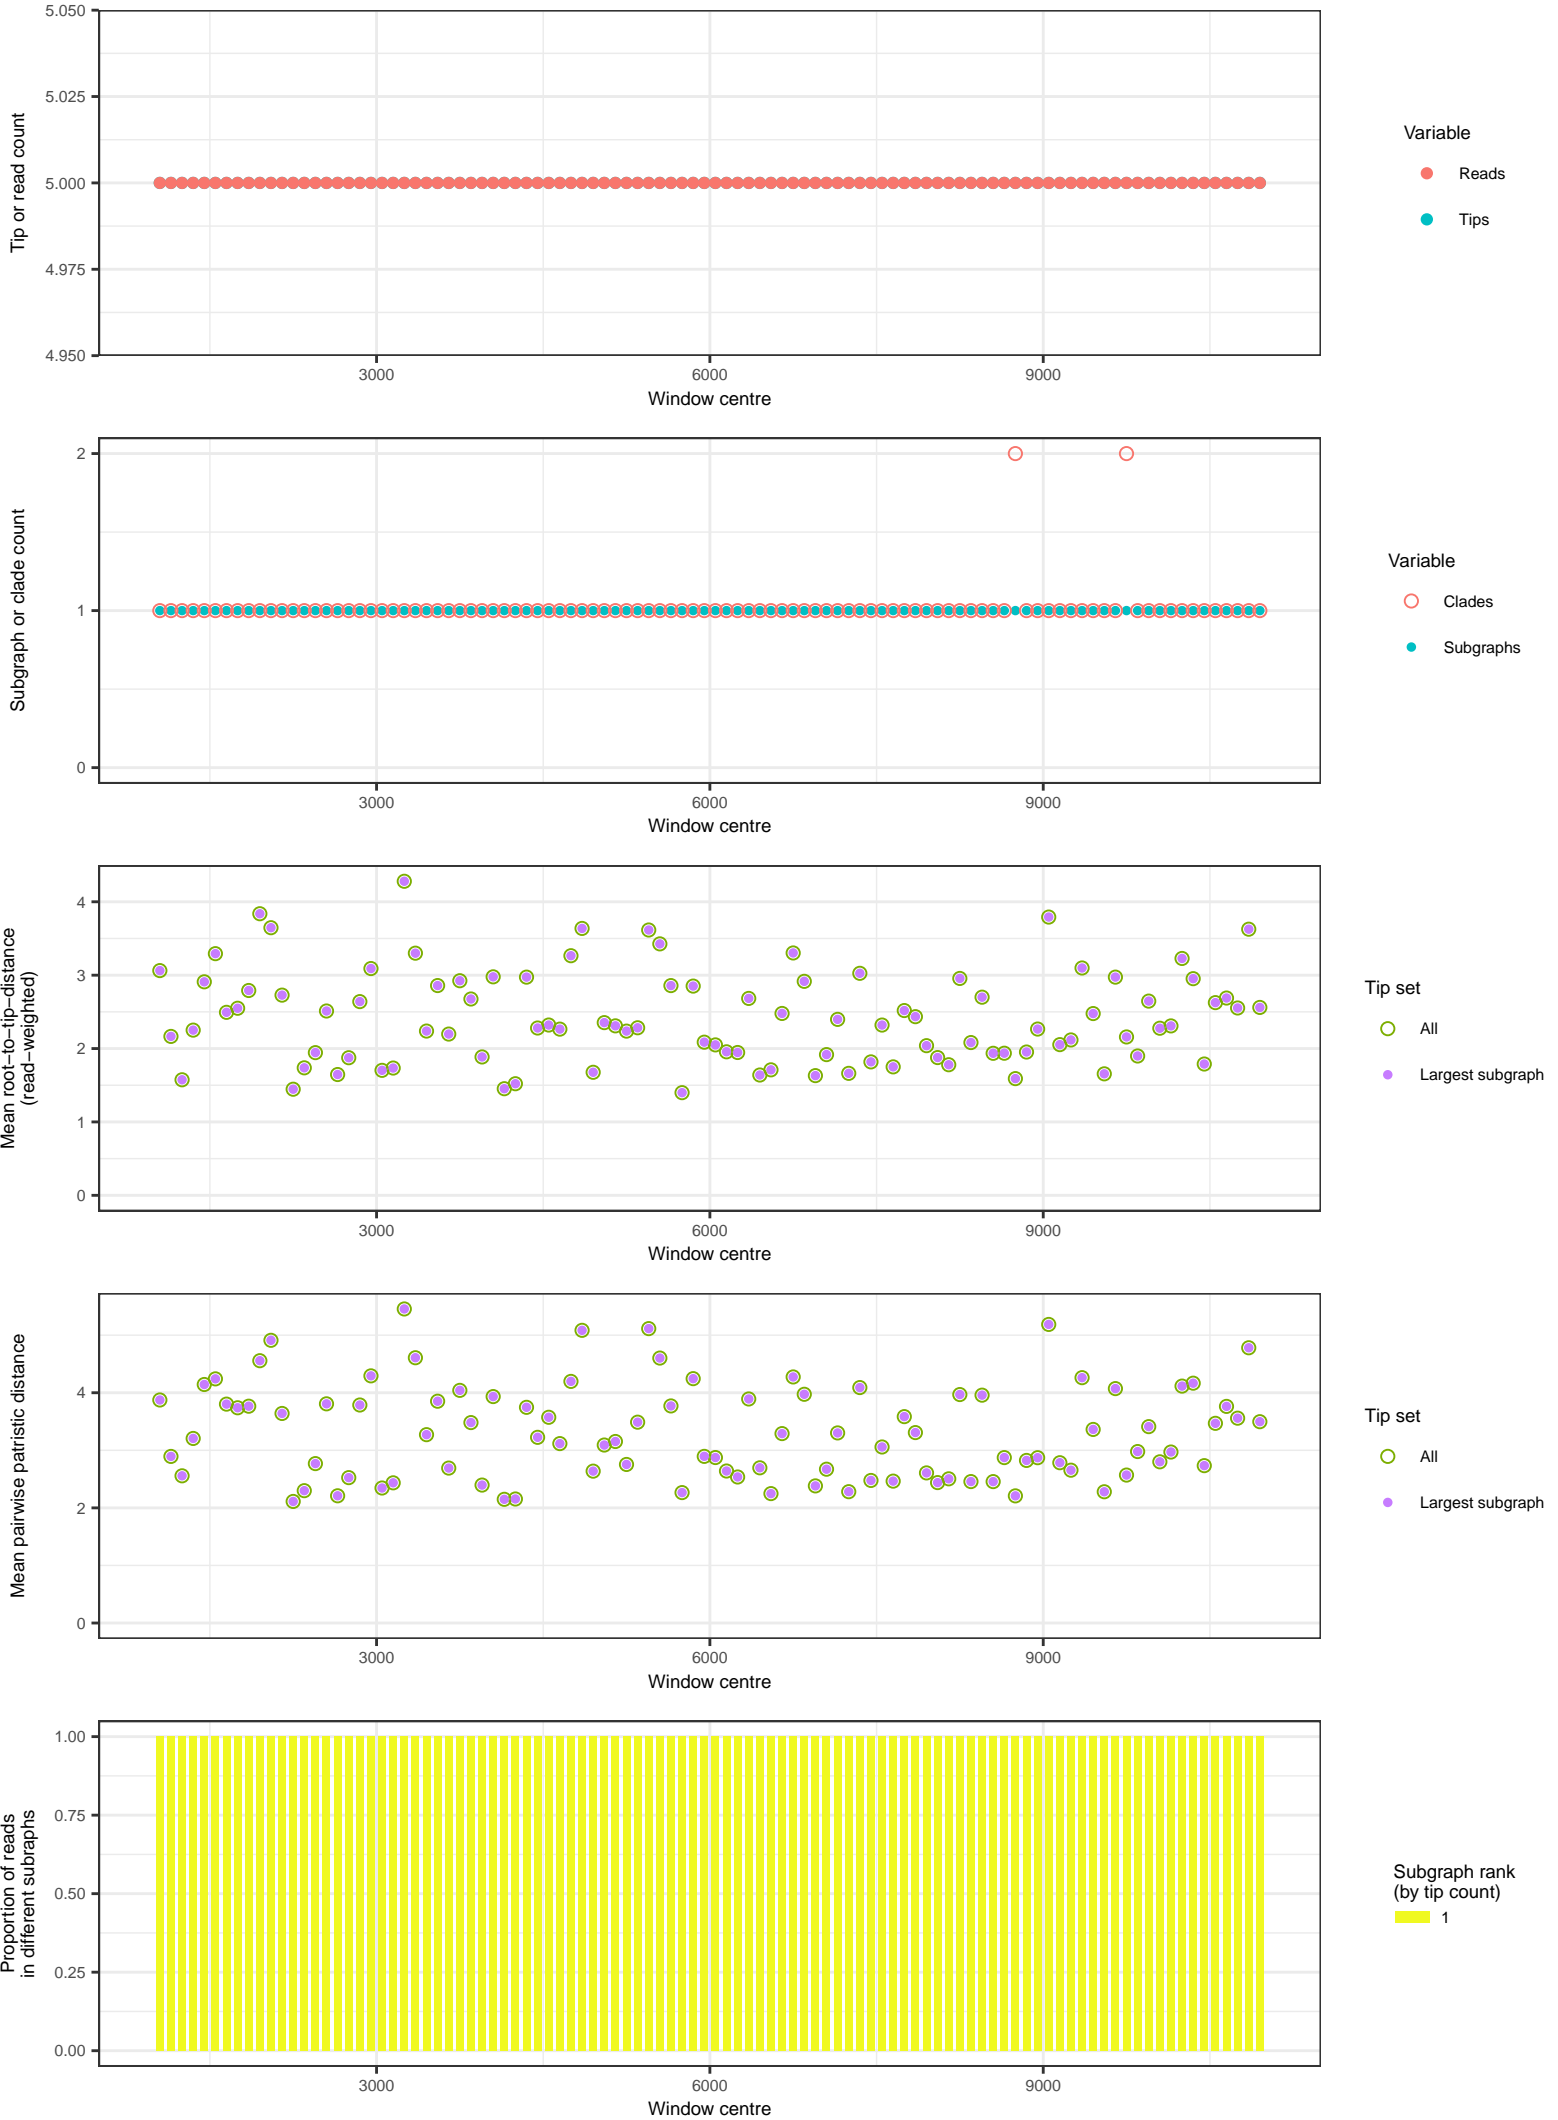 5.050
5.025
5.000
4.975
4.950
Tip or read count
3000
6000
9000
Window centre
Variable
Reads
Tips
2
1
0
Subgraph or clade count
3000
6000
9000
Window centre
Variable
Clades
Subgraphs
4
3
2
1
0
Mean root−to−tip−distance
(read−weighted)
3000
6000
9000
Window centre
Tip set
All
Largest subgraph
4
2
0
Mean pairwise patristic distance
3000
6000
9000
Window centre
Tip set
All
Largest subgraph
1.00
0.75
0.50
0.25
0.00
Proportion of reads
in different subraphs
3000
6000
9000
Window centre
Subgraph rank
(by tip count)
1